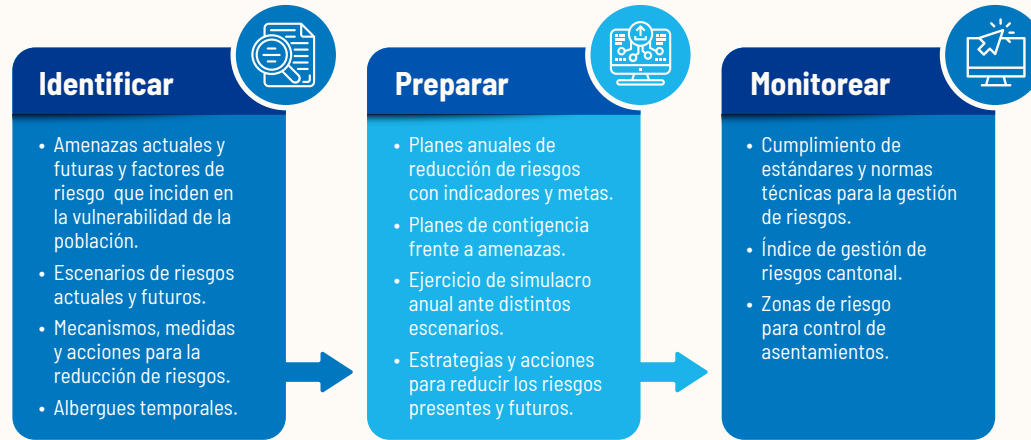 Identificar
• Amenazas actuales y
futuras y factores de
riesgo que inciden en
la vulnerabilidad de la
población.
• Escenarios de riesgos
actuales y futuros.
• Mecanismos, medidas
y acciones para la
reducción de riesgos.
• Albergues temporales.
Preparar
• Planes anuales de
reducción de riesgos
con indicadores y metas.
• Planes de contigencia
frente a amenazas.
• Ejercicio de simulacro
anual ante distintos
escenarios.
• Estrategias y acciones
para reducir los riesgos
presentes y futuros.
Monitorear
• Cumplimiento de
estándares y normas
técnicas para la gestión
de riesgos.
• Índice de gestión de
riesgos cantonal.
• Zonas de riesgo
para control de
asentamientos.